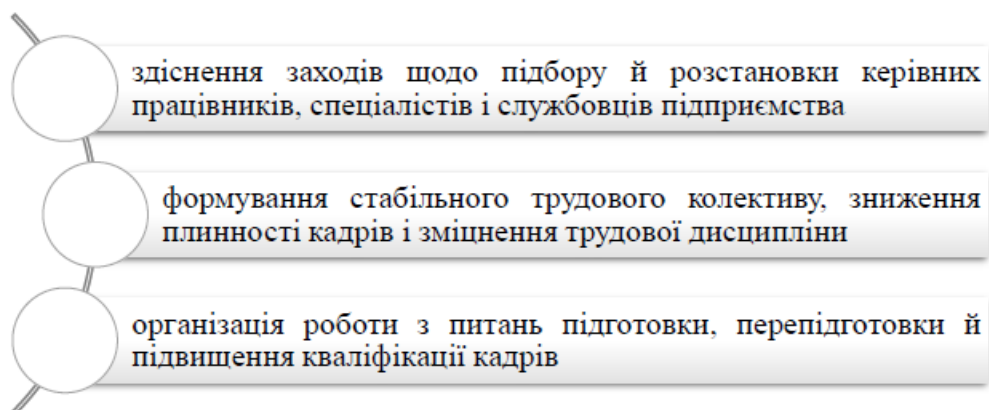 здіснення заходів щодо підбору й розстановки керівних
працівників, спеціалістів і службовців підприємства
формування стабільного трудового колективу, зниження
плинності кадрів і зміцнення трудової дисципліни
організація роботи з питань підготовки, перепідготовки й
підвищення кваліфікації кадрів